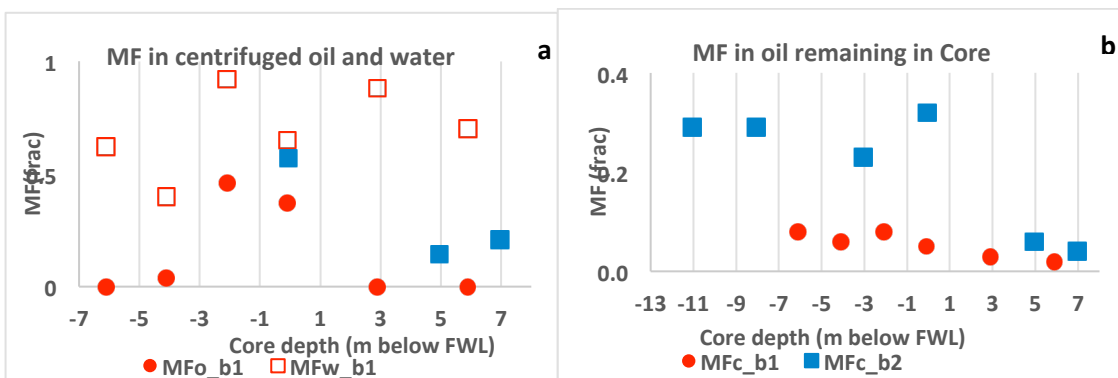 MF in centrifuged oil and water
a
1
0.5
0
MF(frac)
-7 -5 -3 -1 1 3 5 7
Core depth (m below FWL)
MFo_b1 MFw_b1
MF in oil remaining in Core
b
0.4
0.2
0.0
MF (frac)
-13 -11 -9 -7 -5 -3 -1 1 3 5 7
Core depth (m below FWL)
MFc_b1 MFc_b2